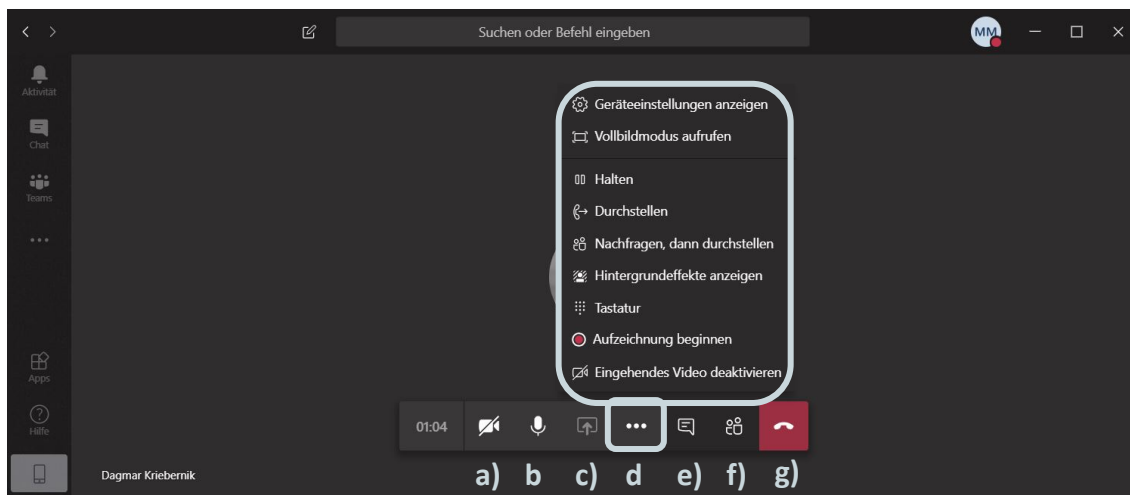 Suchen oder Befehl eingeben
MM
Aktivität
Chat
Teams
Apps
Hilfe
Geräteeinstellungen anzeigen
Vollbildmodus aufrufen
Halten
Durchstellen
Nachfragen, dann durchstellen
Hintergrundeffekte anzeigen
Tastatur
Aufzeichnung beginnen
Eingehendes Video deaktivieren
01:04
Dagmar Kriebernik
a) b c) d e) f) g)